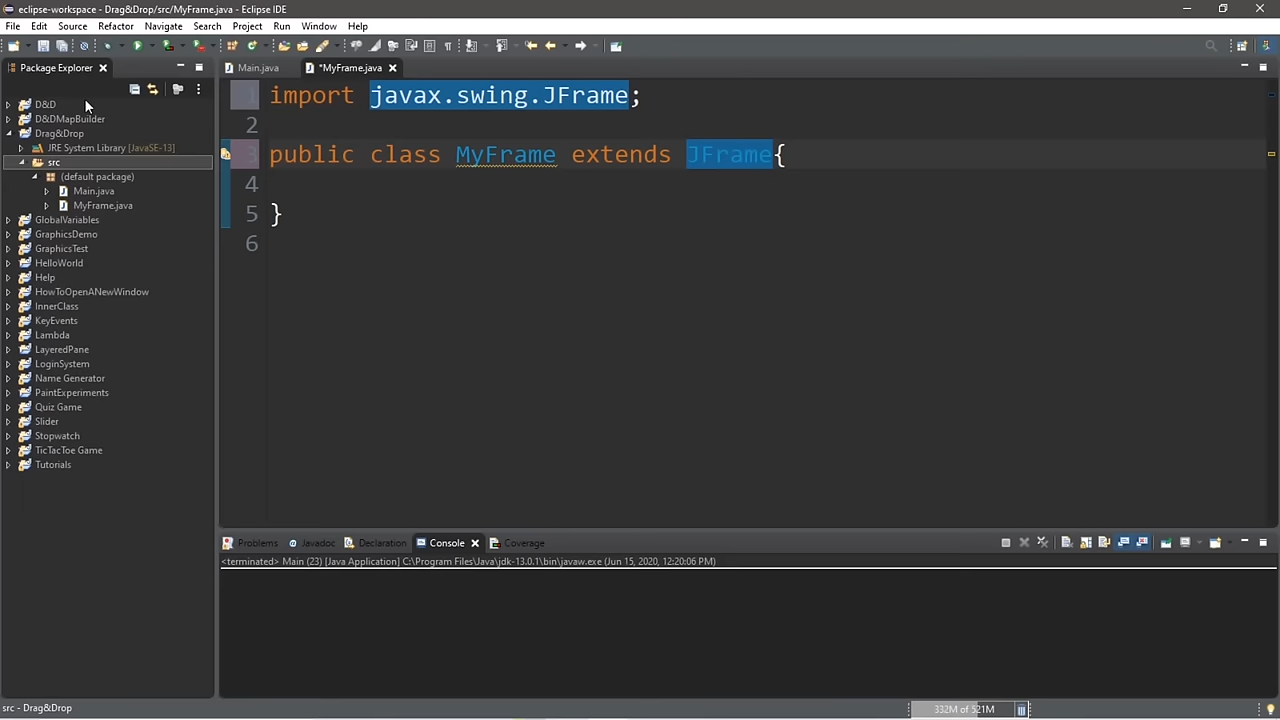 eclipse-workspace - Drag&Drop/src/MyFrame.java - Eclipse IDE
File Edit Source Refactor Navigate Search Project Run Window Help
Package Explorer
Main.java *MyFrame.java
D&D
D&DMapBuilder
Drag&Drop
JRE System Library [JavaSE-13]
src
(default package)
Main.java
MyFrame.java
GlobalVariables
GraphicsDemo
GraphicsTest
HelloWorld
Help
HowToOpenANewWindow
InnerClass
KeyEvents
Lambda
LayeredPane
LoginSystem
Name Generator
PaintExperiments
Quiz Game
Slider
Stopwatch
TicTacToe Game
Tutorials
1 import javax.swing.JFrame;
2
3 public class MyFrame extends JFrame{
4
5 }
6
Problems Javadoc Declaration Console Coverage
<terminated> Main (23) [Java Application] C:\Program Files\Java\jdk-13.0.1\bin\javaw.exe (Jun 15, 2020, 12:20:06 PM)
src - Drag&Drop
332M of 521M